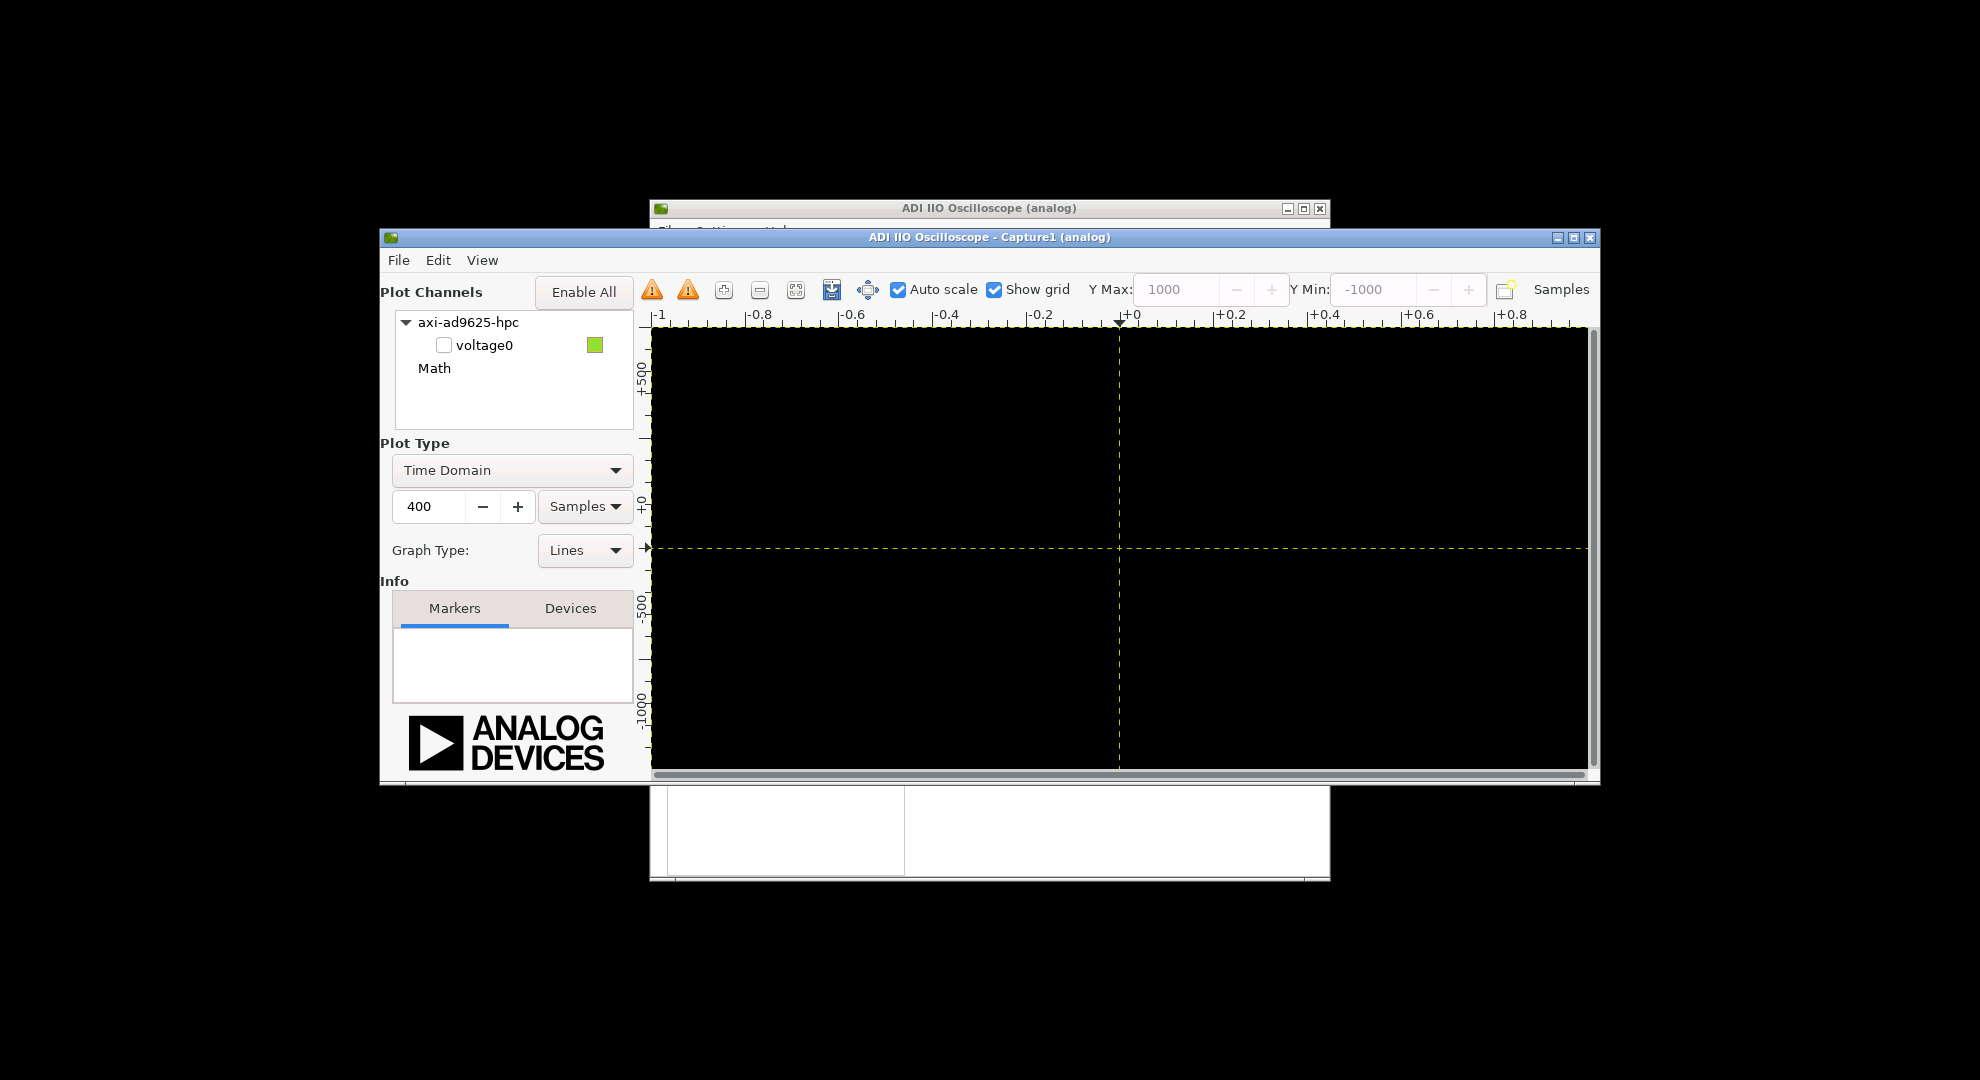 ADI IIO Oscilloscope (analog)
ADI IIO Oscilloscope - Capture1 (analog)
File Edit View
Plot Channels Enable All Auto scale Show grid Y Max: 1000 Y Min: -1000 Samples
axi-ad9625-hpc
voltage0
Math
-1 -0.8 -0.6 -0.4 -0.2 +0 +0.2 +0.4 +0.6 +0.8
+500
+0
-500
-1000
Plot Type
Time Domain
400 Samples
Graph Type: Lines
Info
Markers Devices
ANALOG
DEVICES